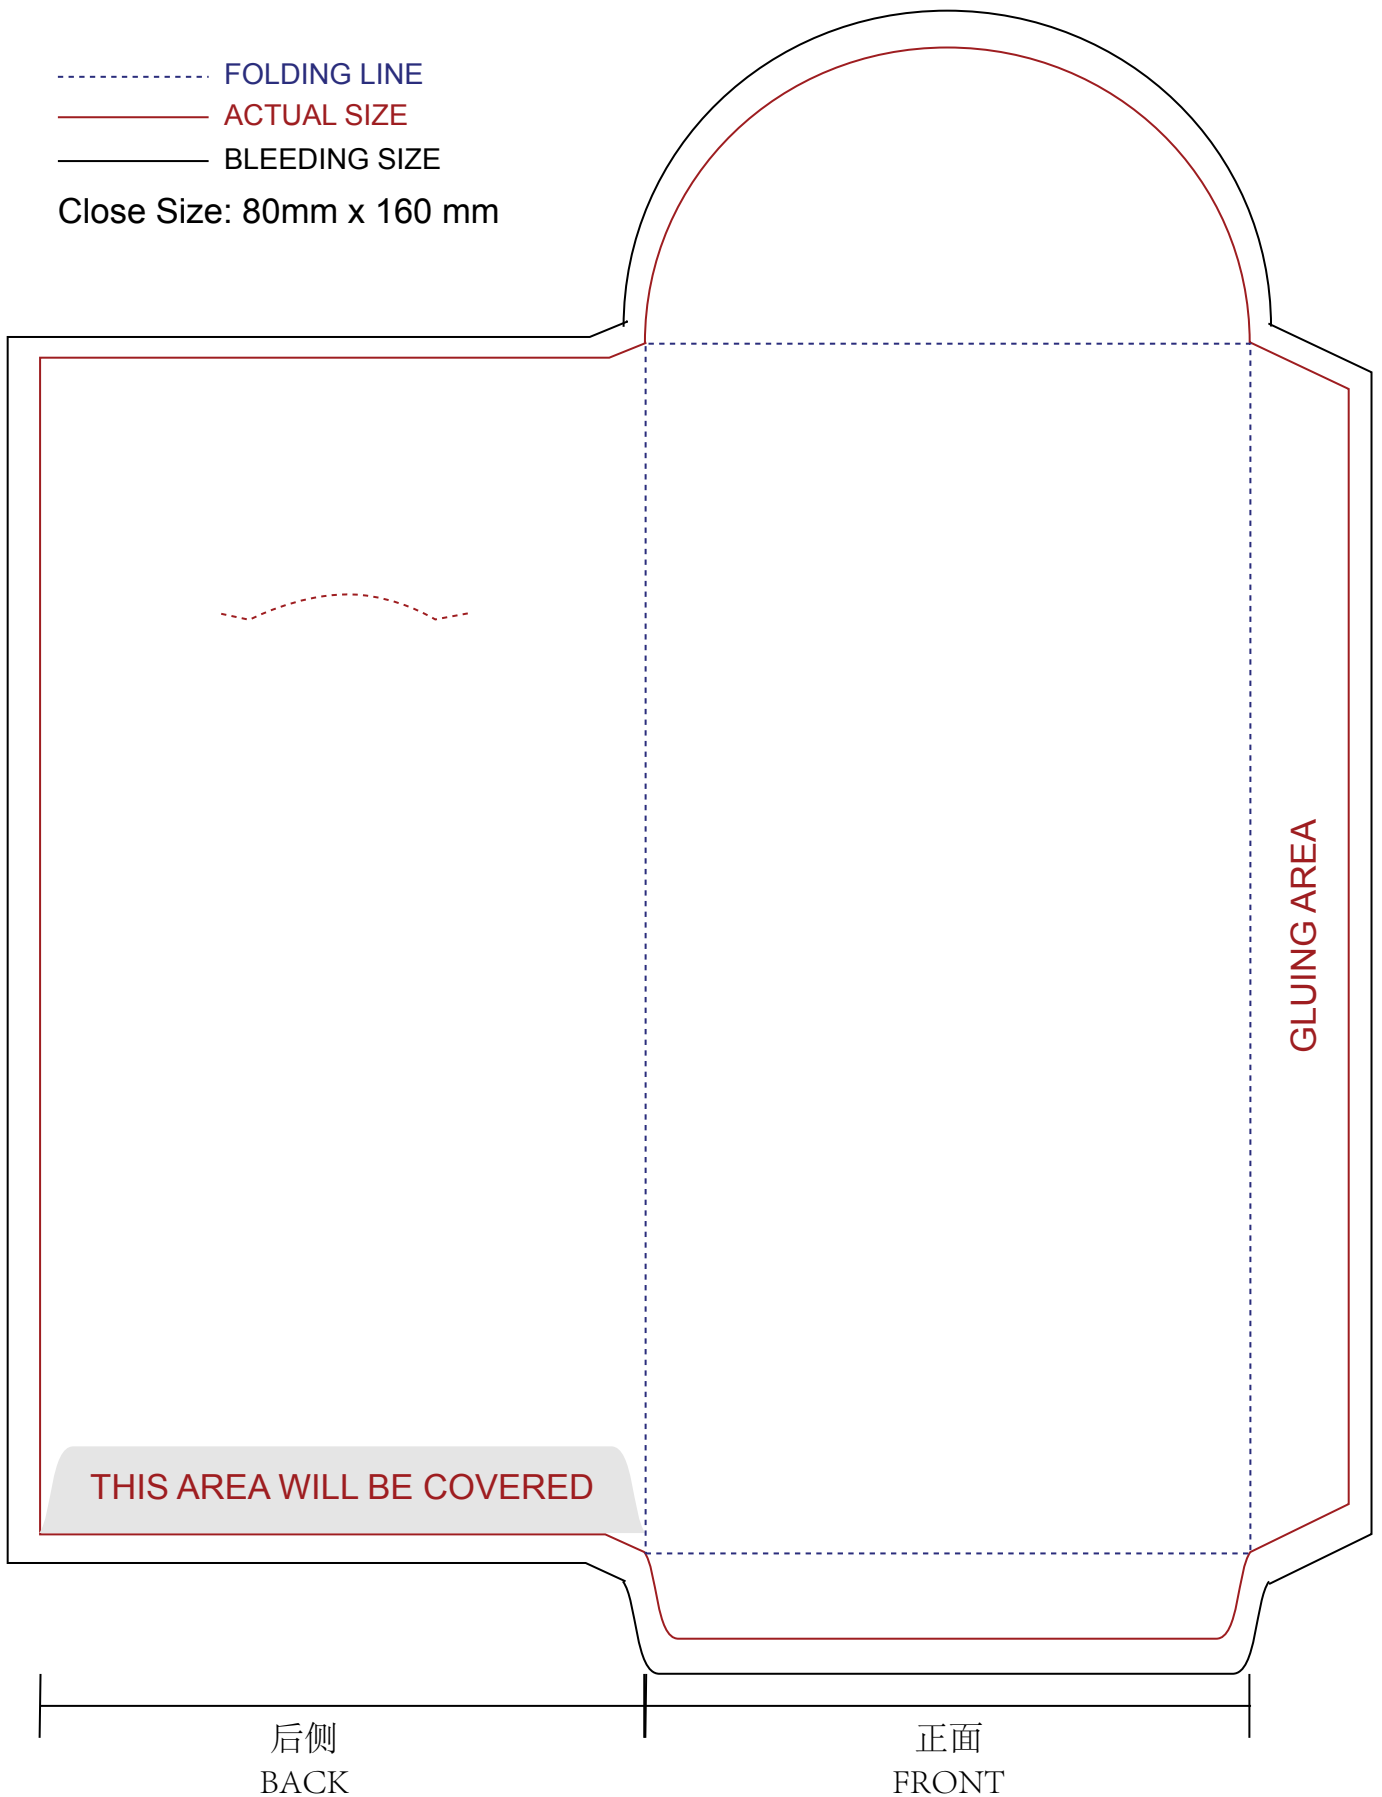 FOLDING LINE
ACTUAL SIZE
BLEEDING SIZE
Close Size: 80mm x 160 mm
GLUING AREA
THIS AREA WILL BE COVERED
后侧
BACK
正面
FRONT